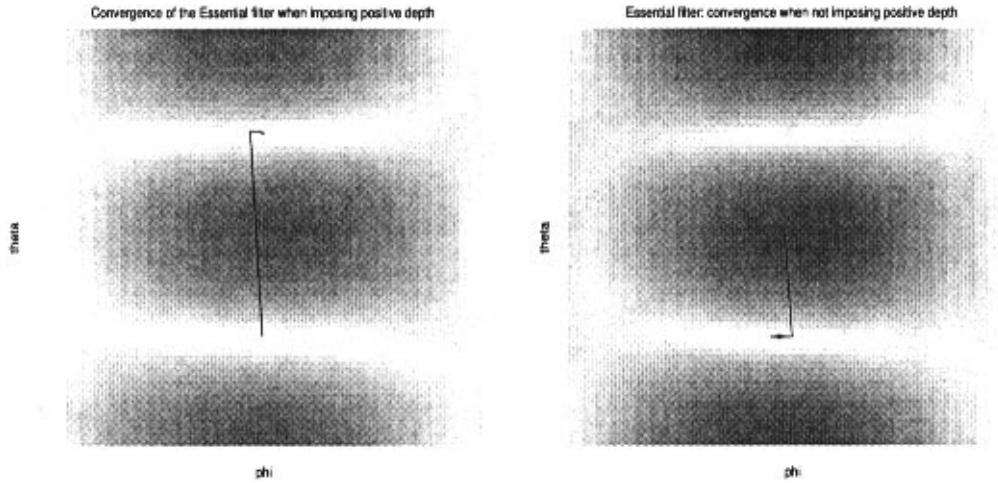 Convergence of the Essential filter when imposing positive depth
theta
phi
Essential filter: convergence when not imposing positive depth
theta
phi